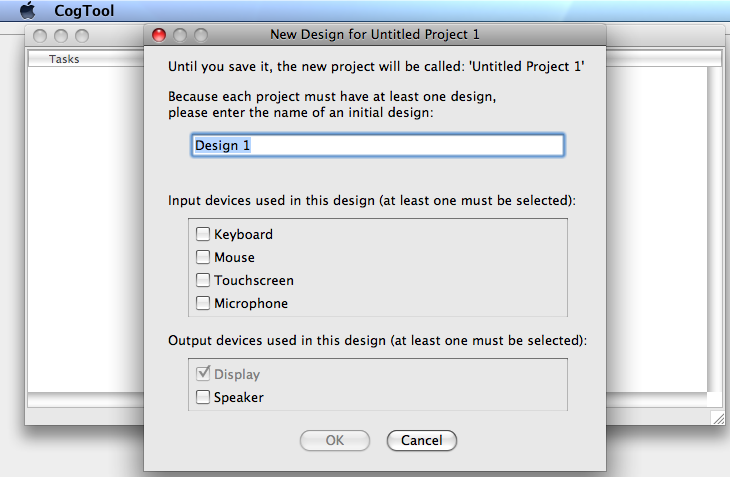 CogTool
New Design for Untitled Project 1
Tasks
Until you save it, the new project will be called: 'Untitled Project 1'
Because each project must have at least one design,
please enter the name of an initial design:
Design 1
Input devices used in this design (at least one must be selected):
Keyboard
Mouse
Touchscreen
Microphone
Output devices used in this design (at least one must be selected):
Display
Speaker
OK Cancel